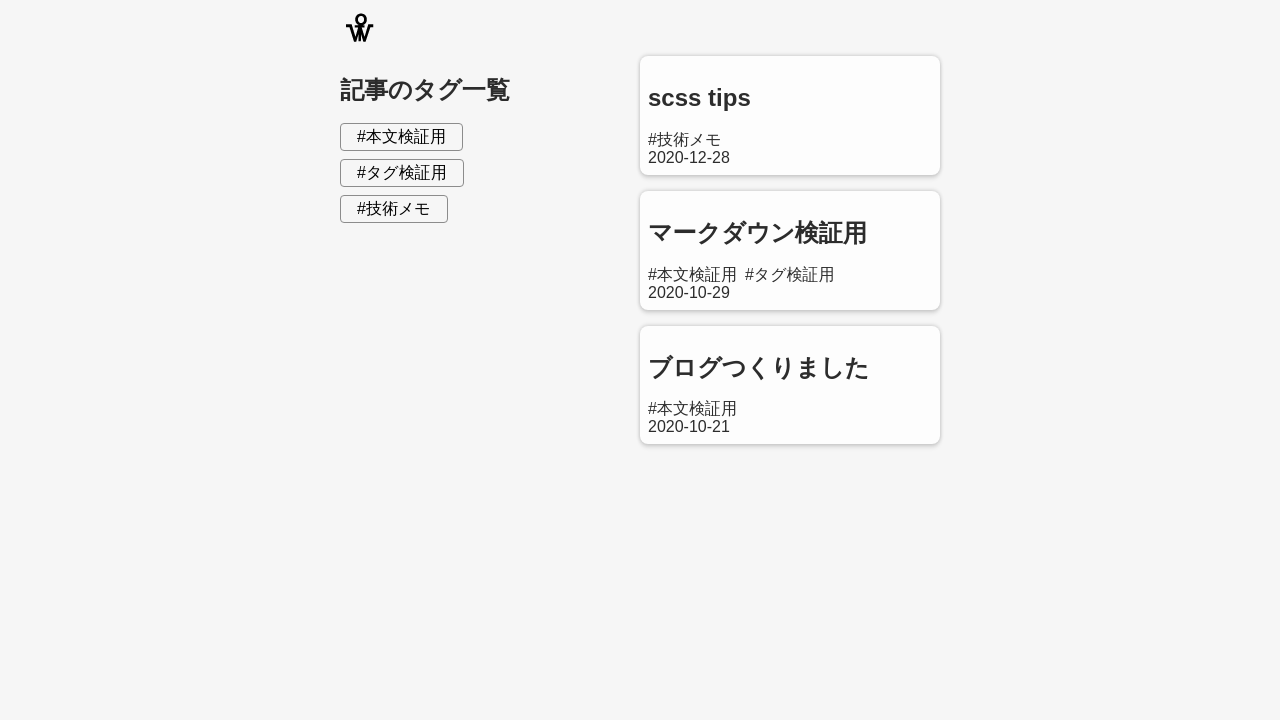 記事のタグ一覧
#本文検証用
#タグ検証用
#技術メモ
scss tips
#技術メモ
2020-12-28
マークダウン検証用
#本文検証用 #タグ検証用
2020-10-29
ブログつくりました
#本文検証用
2020-10-21